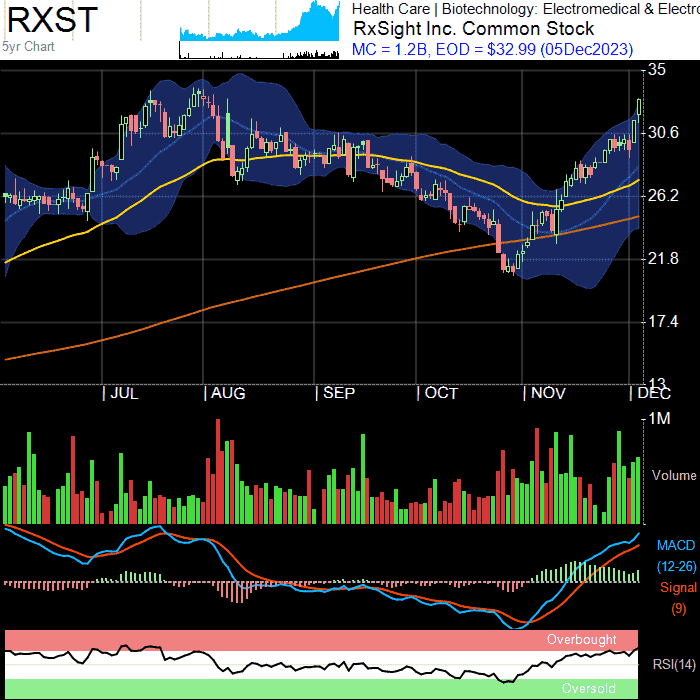 RXST
5yr Chart
Health Care | Biotechnology: Electromedical & Electro
RxSight Inc. Common Stock
MC = 1.2B, EOD = $32.99 (05Dec2023)
35
30.6
26.2
21.8
17.4
13
JUL AUG SEP OCT NOV DEC
1M
Volume
MACD
(12-26)
Signal
(9)
Overbought
RSI(14)
Oversold